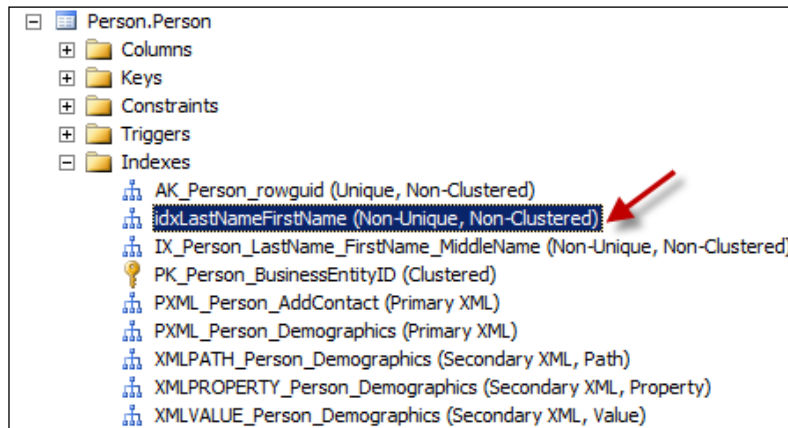 Person.Person
Columns
Keys
Constraints
Triggers
Indexes
AK_Person_rowguid (Unique, Non-Clustered)
idxLastNameFirstName (Non-Unique, Non-Clustered)
IX_Person_LastName_FirstName_MiddleName (Non-Unique, Non-Clustered)
PK_Person_BusinessEntityID (Clustered)
PXML_Person_AddContact (Primary XML)
PXML_Person_Demographics (Primary XML)
XMLPATH_Person_Demographics (Secondary XML, Path)
XMLPROPERTY_Person_Demographics (Secondary XML, Property)
XMLVALUE_Person_Demographics (Secondary XML, Value)